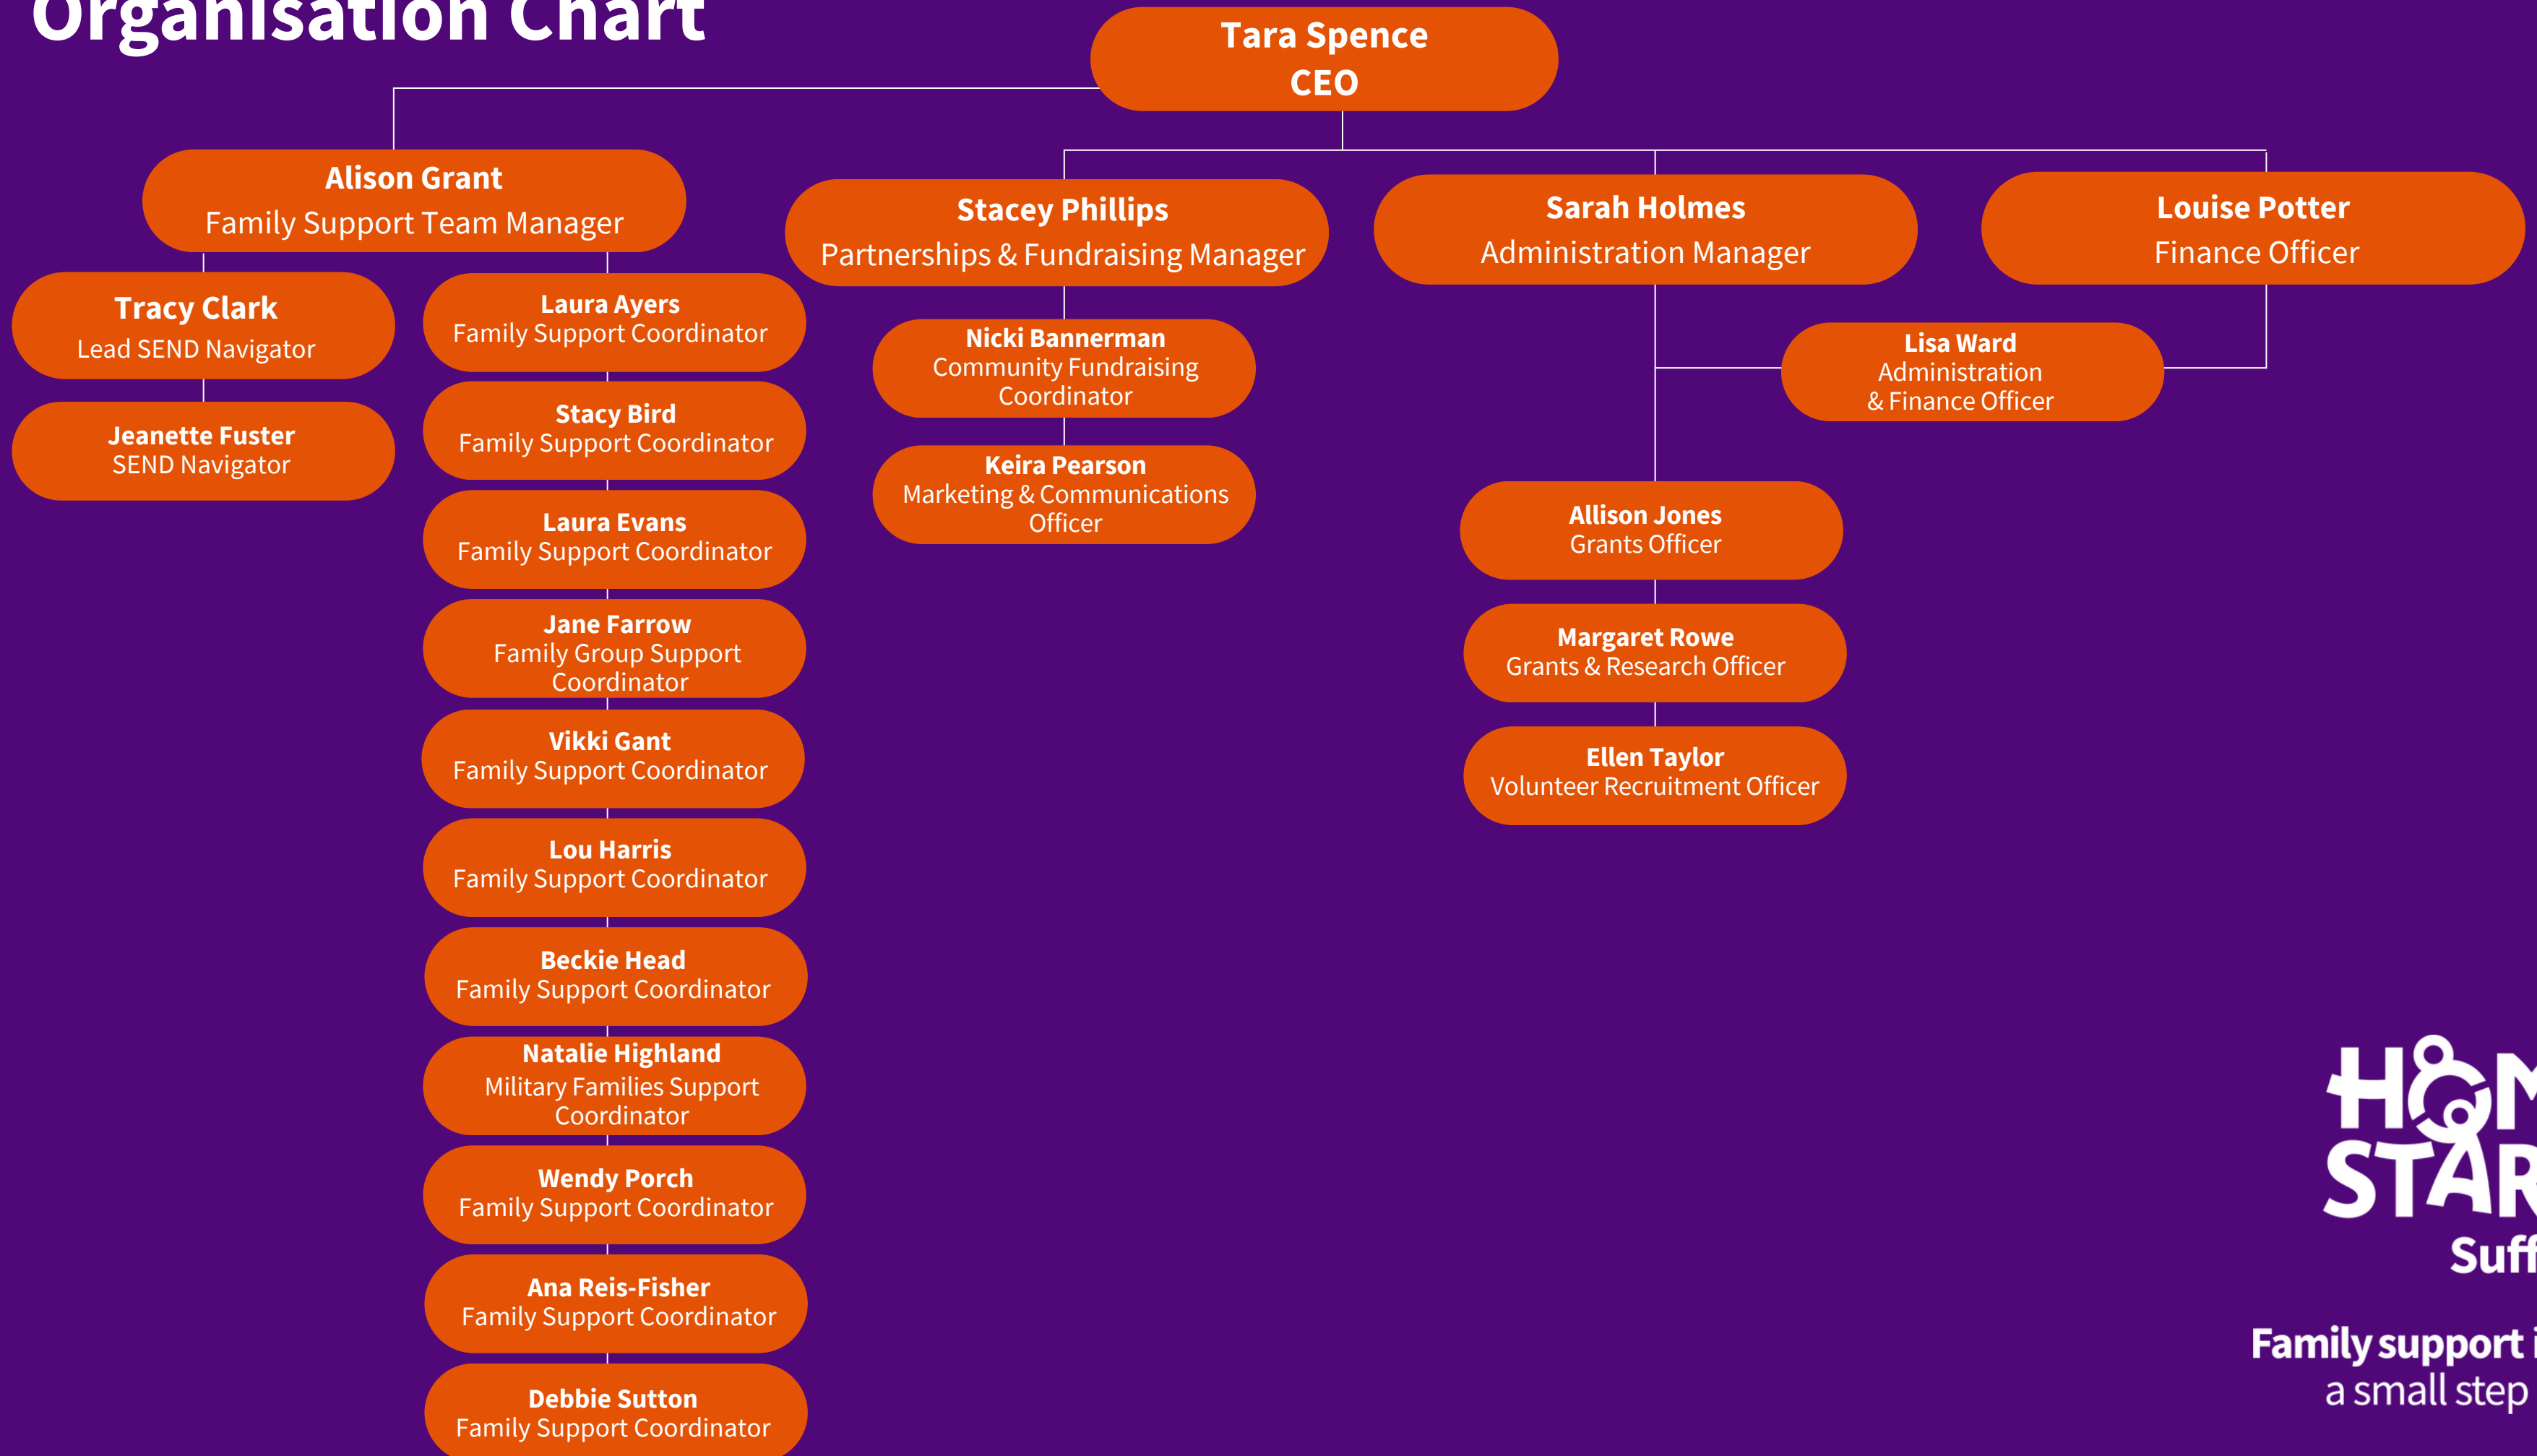 Organisation Chart
Tara Spence
CEO
Alison Grant
Family Support Team Manager
Stacey Phillips
Partnerships & Fundraising Manager
Sarah Holmes
Administration Manager
Louise Potter
Finance Officer
Tracy Clark
Lead SEND Navigator
Jeanette Fuster
SEND Navigator
Laura Ayers
Family Support Coordinator
Stacy Bird
Family Support Coordinator
Laura Evans
Family Support Coordinator
Jane Farrow
Family Group Support
Coordinator
Vikki Gant
Family Support Coordinator
Lou Harris
Family Support Coordinator
Beckie Head
Family Support Coordinator
Natalie Highland
Military Families Support
Coordinator
Wendy Porch
Family Support Coordinator
Ana Reis-Fisher
Family Support Coordinator
Debbie Sutton
Family Support Coordinator
Nicki Bannerman
Community Fundraising
Coordinator
Keira Pearson
Marketing & Communications
Officer
Lisa Ward
Administration
& Finance Officer
Allison Jones
Grants Officer
Margaret Rowe
Grants & Research Officer
Ellen Taylor
Volunteer Recruitment Officer
Family support
a small step